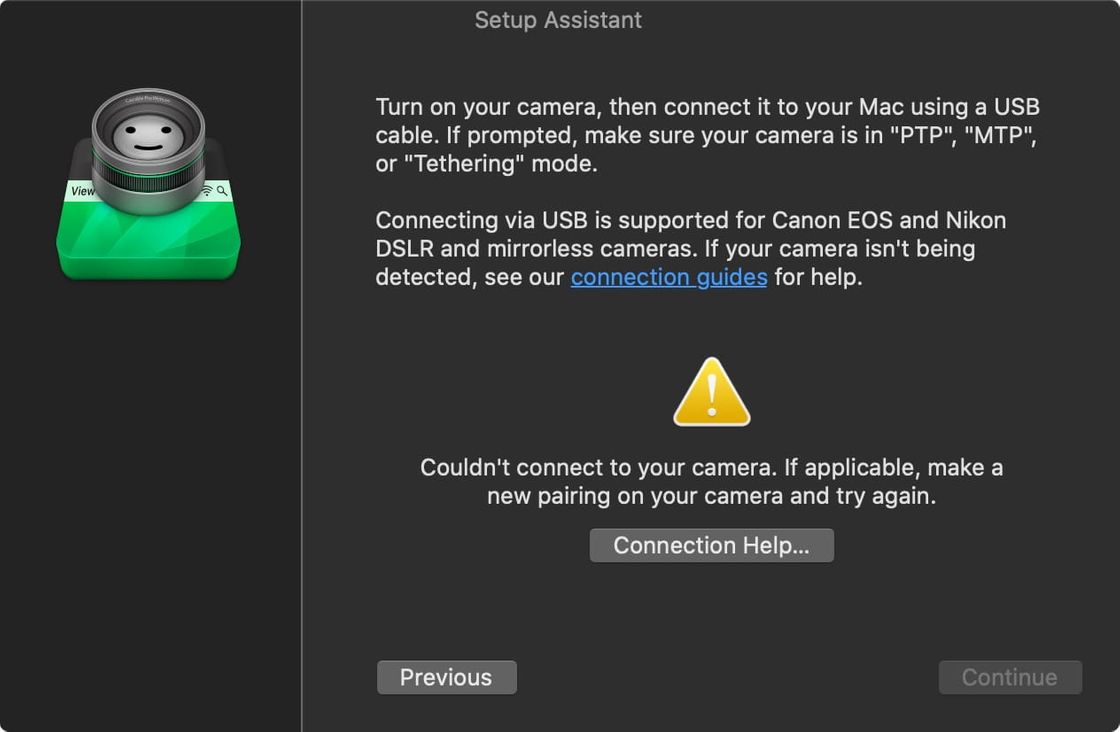 Setup Assistant
Turn on your camera, then connect it to your Mac using a USB
cable. If prompted, make sure your camera is in "PTP", "MTP",
or "Tethering" mode.
View
Connecting via USB is supported for Canon EOS and Nikon
DSLR and mirrorless cameras. If your camera isn't being
detected, see our connection guides for help.
Couldn't connect to your camera. If applicable, make a
new pairing on your camera and try again.
Connection Help...
Previous
Continue